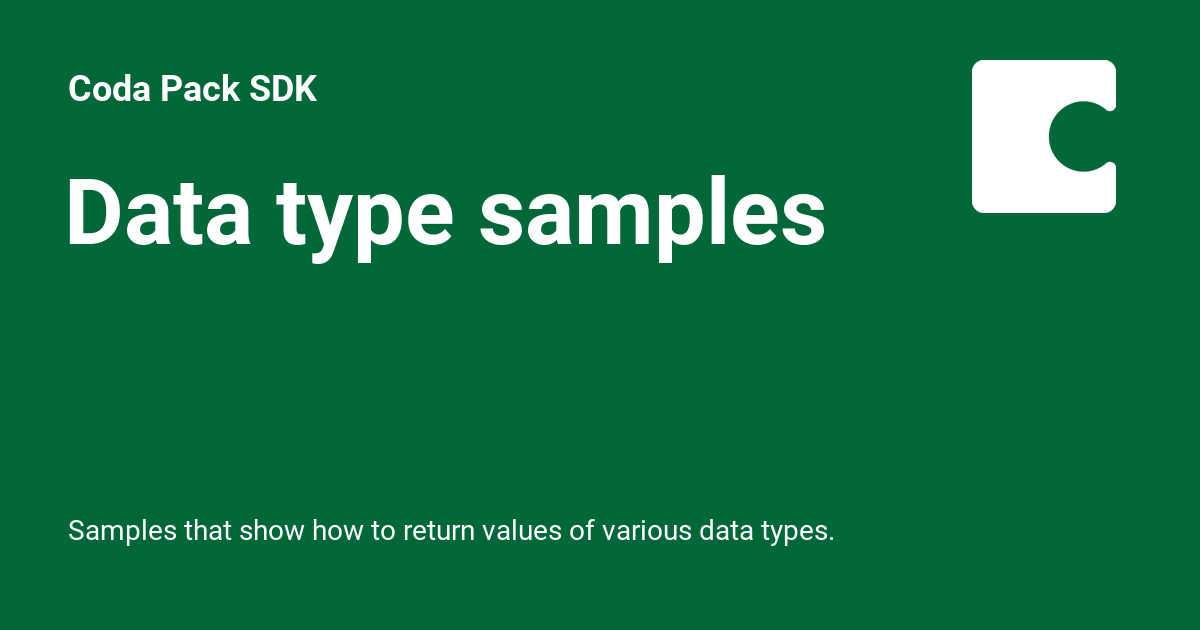 Coda Pack SDK
Data type samples
Samples that show how to return values of various data types.